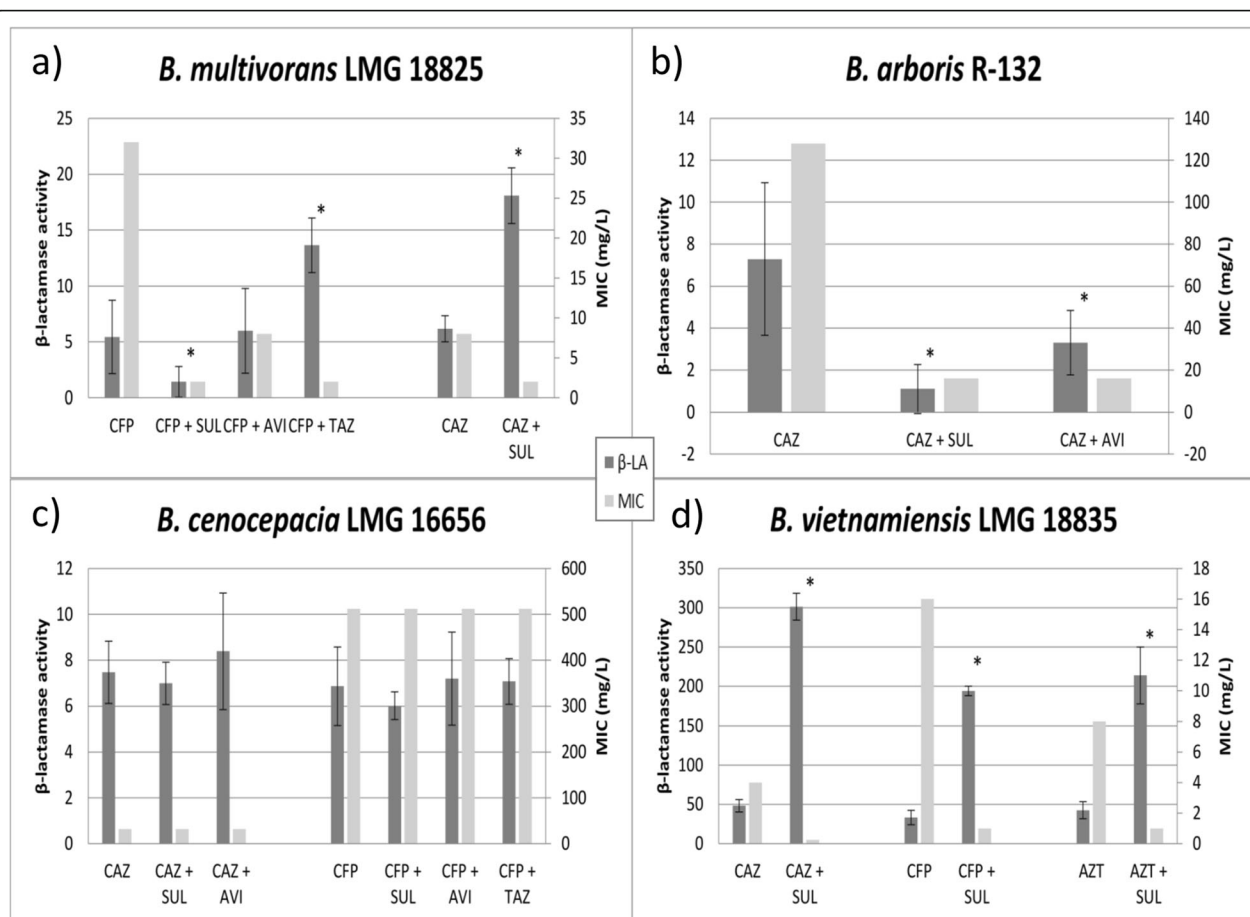 a)
B. multivorans LMG 18825
25
20
15
10
5
0
β-lactamase activity
35
30
25
20
15
10
5
0
MIC (mg/L)
*
*
*
CFP CFP + SUL CFP + AVI CFP + TAZ CAZ CAZ +
SUL
b)
B. arboris R-132
14
12
10
8
6
4
2
0
-2
β-lactamase activity
140
120
100
80
60
40
20
0
-20
MIC (mg/L)
*
*
CAZ CAZ + SUL CAZ + AVI
β-LA
MIC
c)
B. cenocepacia LMG 16656
12
10
8
6
4
2
0
β-lactamase activity
600
500
400
300
200
100
0
MIC (mg/L)
CAZ CAZ + CAZ + CFP CFP + CFP + CFP +
SUL AVI SUL AVI TAZ
d)
B. vietnamiensis LMG 18835
350
300
250
200
150
100
50
0
β-lactamase activity
18
16
14
12
10
8
6
4
2
0
MIC (mg/L)
*
*
*
CAZ CAZ + CFP CFP + AZT AZT +
SUL SUL SUL